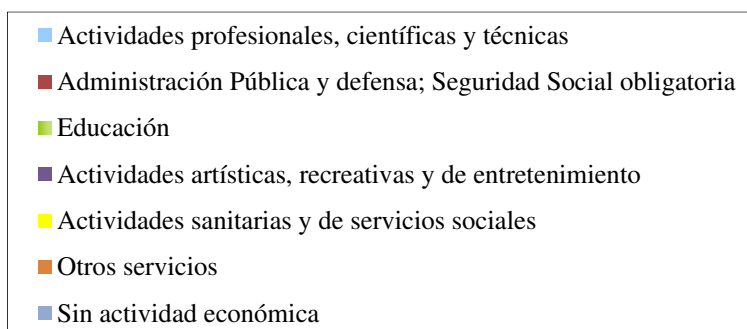 Actividades profesionales, científicas y técnicas
Administración Pública y defensa; Seguridad Social obligatoria
Educación
Actividades artísticas, recreativas y de entretenimiento
Actividades sanitarias y de servicios sociales
Otros servicios
Sin actividad económica